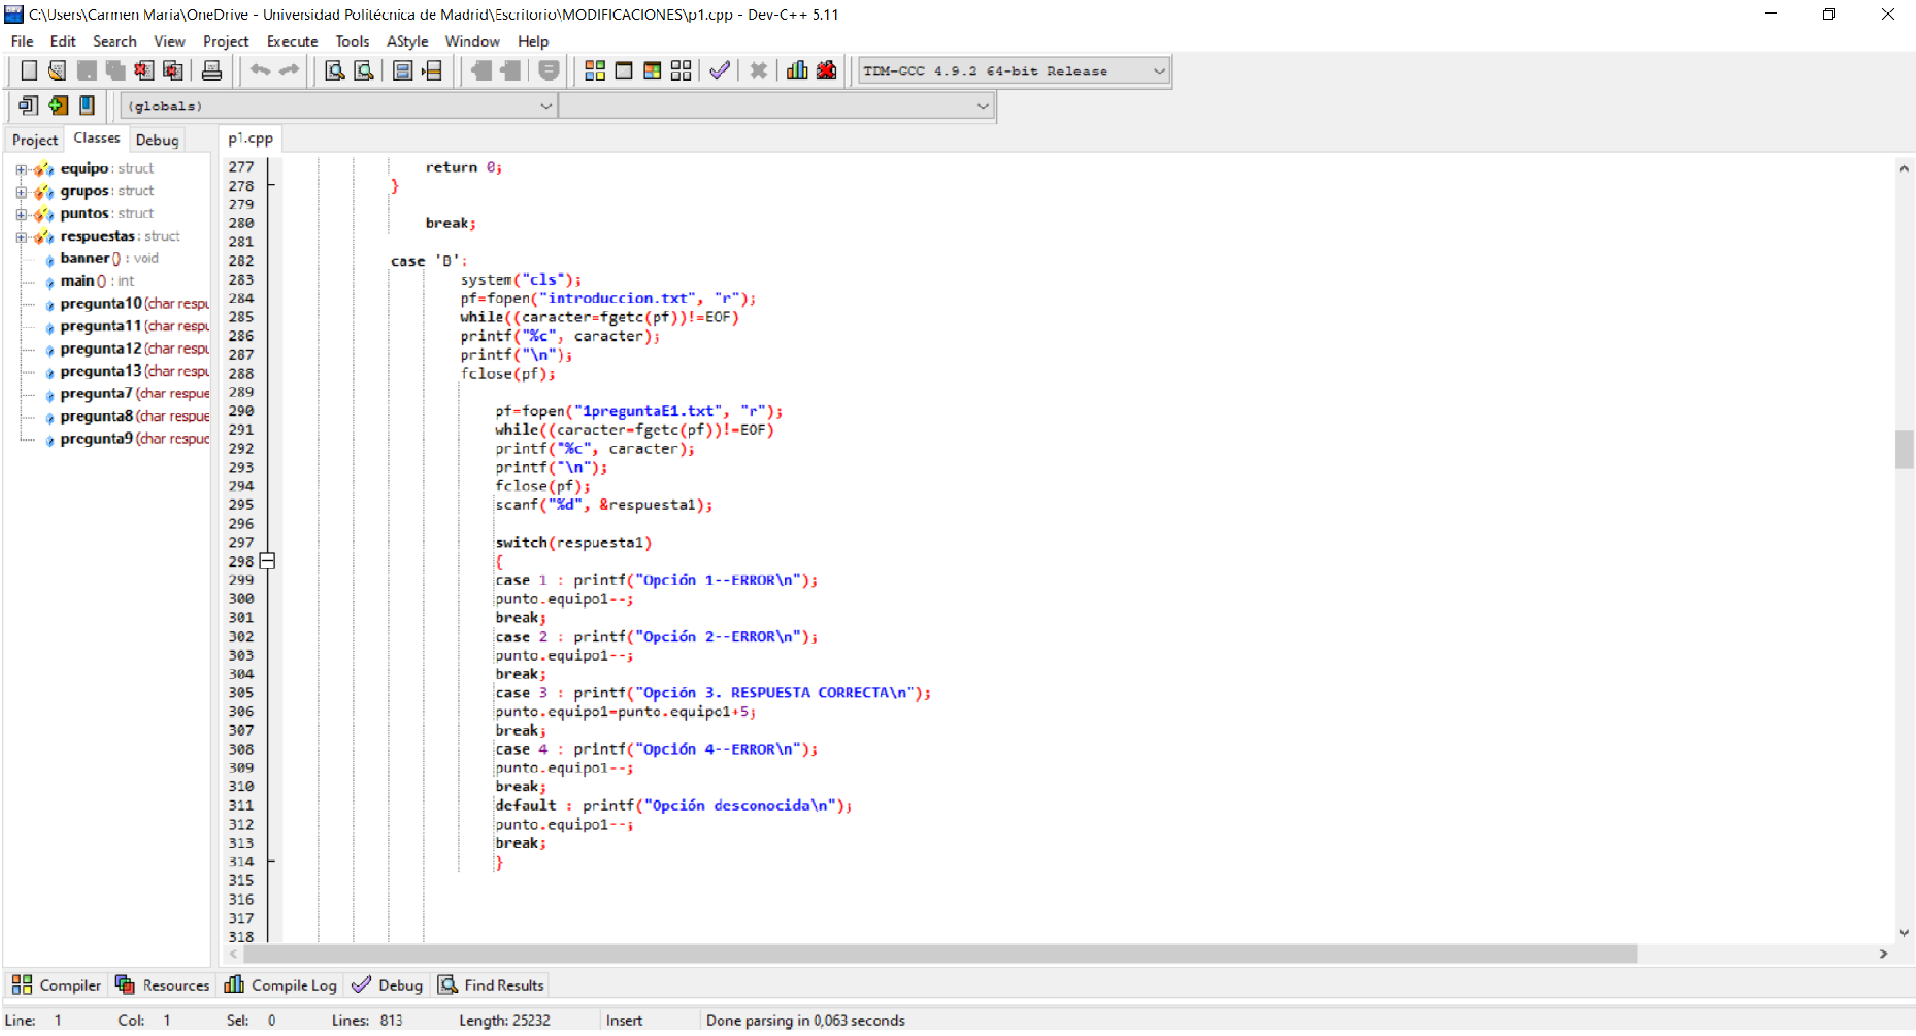 C:\Users\Carmen Maria\OneDrive - Universidad Politécnica de Madrid\Escritorio\MODIFICACIONES\p1.cpp - Dev-C++ 5.11
File Edit Search View Project Execute Tools AStyle Window Help
TDM-GCC 4.9.2 64-bit Release
(globals)
Project Classes Debug p1.cpp
equipo : struct
grupos : struct
puntos : struct
respuestas : struct
banner () : void
main () : int
pregunta10 (char respu
pregunta11 (char respu
pregunta12 (char respu
pregunta13 (char respu
pregunta7 (char respue
pregunta8 (char respue
pregunta9 (char respue
277 return 0;
278 }
279
280 break;
281
282 case 'B':
283 system("cls");
284 pf=fopen("introduccion.txt", "r");
285 while((caracter=fgetc(pf))!=EOF)
286 printf("%c", caracter);
287 printf("\n");
288 fclose(pf);
289
290 pf=fopen("1preguntaE1.txt", "r");
291 while((caracter=fgetc(pf))!=EOF)
292 printf("%c", caracter);
293 printf("\n");
294 fclose(pf);
295 scanf("%d", &respuesta1);
296
297 switch(respuesta1)
298 {
299 case 1 : printf("Opción 1--ERROR\n");
300 punto.equipo1--;
301 break;
302 case 2 : printf("Opción 2--ERROR\n");
303 punto.equipo1--;
304 break;
305 case 3 : printf("Opción 3. RESPUESTA CORRECTA\n");
306 punto.equipo1=punto.equipo1+5;
307 break;
308 case 4 : printf("Opción 4--ERROR\n");
309 punto.equipo1--;
310 break;
311 default : printf("Opción desconocida\n");
312 punto.equipo1--;
313 break;
314 }
315
316
317
318
Compiler Resources Compile Log Debug Find Results
Line: 1 Col: 1 Sel: 0 Lines: 813 Length: 25232 Insert Done parsing in 0,063 seconds